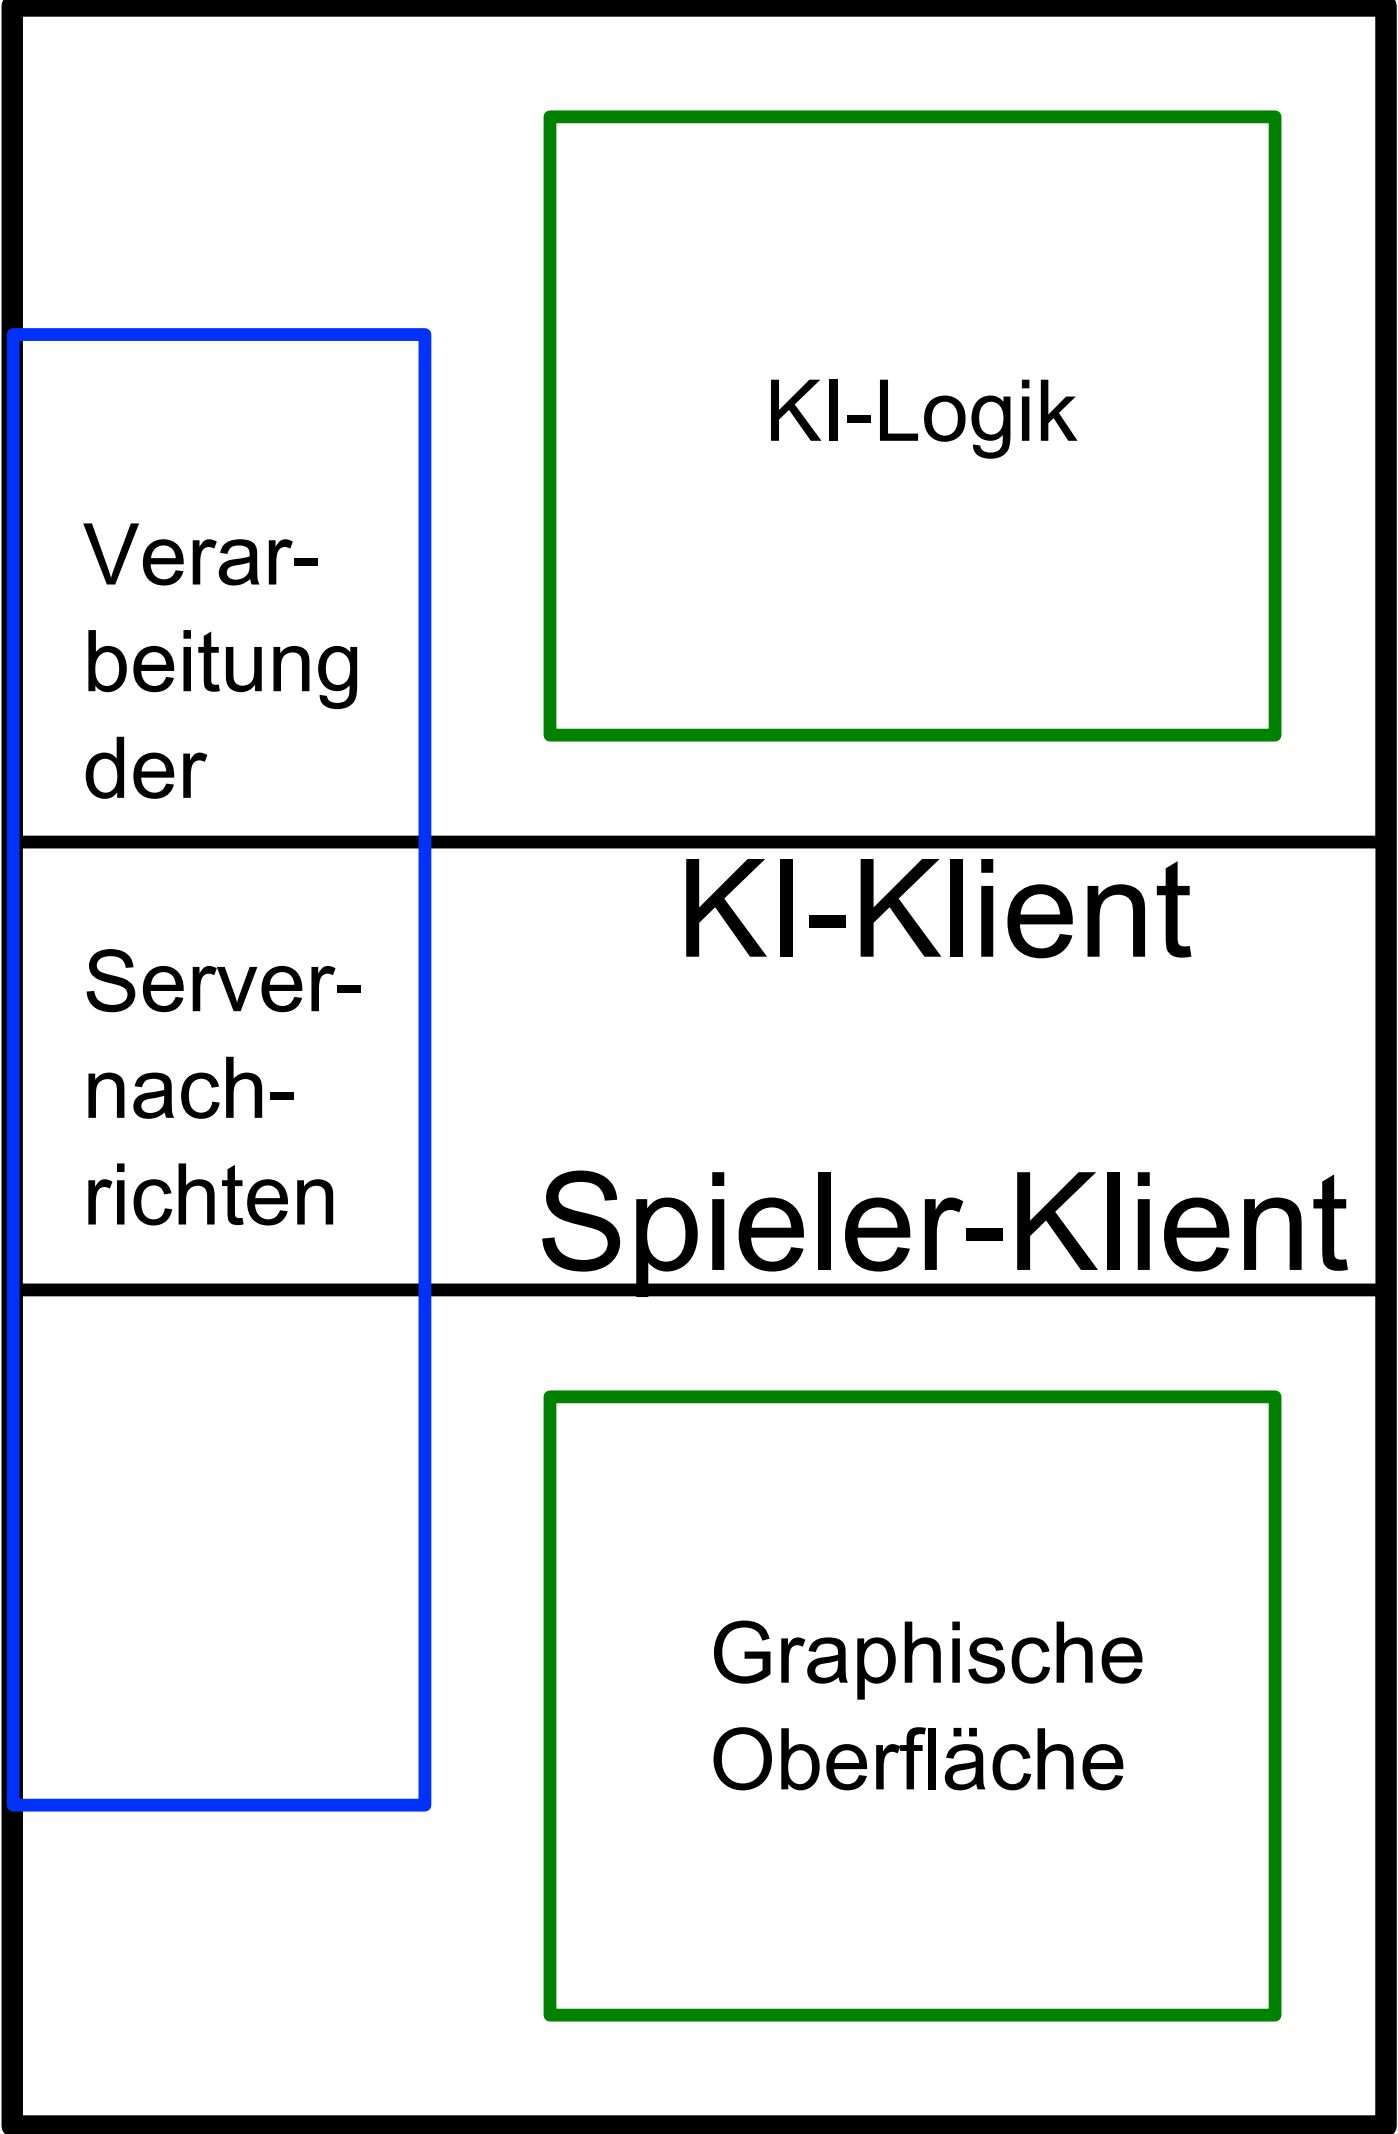 KI-Logik
Verar-
beitung
der
Server-
nach-
richten
KI-Klient
Spieler-Klient
Graphische
Oberfläche